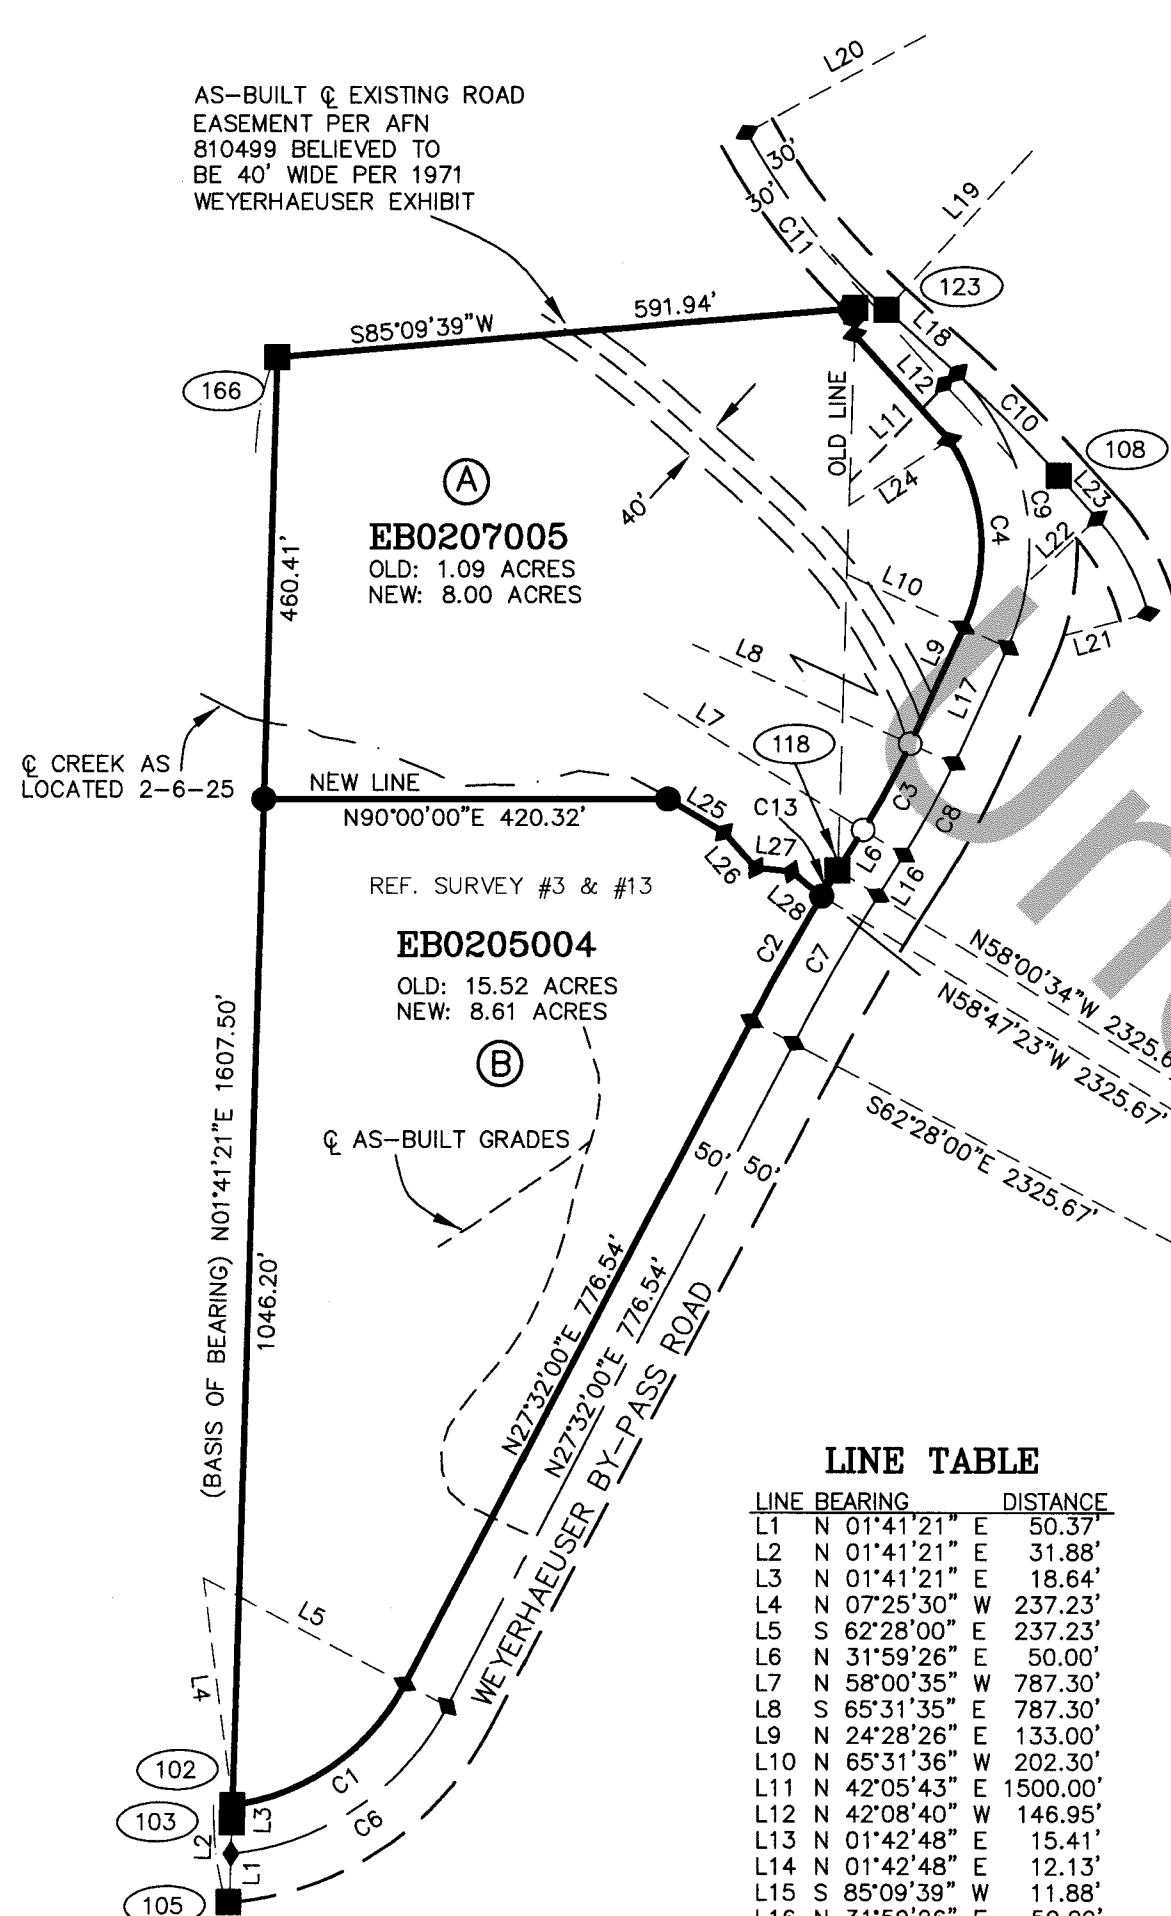 AS-BUILT ℄ EXISTING ROAD
EASEMENT PER AFN
810499 BELIEVED TO
BE 40' WIDE PER 1971
WEYERHAEUSER EXHIBIT
L20
30'
30'
L19
C11
123
S85°09'39"W
591.94'
L18
166
L12
C10
OLD LINE
L11
108
L24
L23
C9
C4
L22
40'
A
EB0207005
OLD: 1.09 ACRES
NEW: 8.00 ACRES
460.41'
L10
L21
L9
L8
L17
L7
118
℄ CREEK AS
LOCATED 2-6-25
NEW LINE
N90°00'00"E 420.32'
L25
C13
C3
C8
L27
L26
L6
L28
L16
REF. SURVEY #3 & #13
EB0205004
OLD: 15.52 ACRES
NEW: 8.61 ACRES
B
C2
C7
N58°00'34"W 2325.6
N58°47'23"W 2325.67'
S62°28'00"E 2325.67'
℄ AS-BUILT GRADES
50'
50'
(BASIS OF BEARING) N01°41'21"E 1607.50'
1046.20'
N27°32'00"E 776.54'
N27°32'00"E 776.54'
WEYERHAEUSER BY-PASS ROAD
L5
L4
102
103
L3
C1
C6
L2
L1
105
LINE TABLE
LINE BEARING DISTANCE
L1 N 01°41'21" E 50.37'
L2 N 01°41'21" E 31.88'
L3 N 01°41'21" E 18.64'
L4 N 07°25'30" W 237.23'
L5 S 62°28'00" E 237.23'
L6 N 31°59'26" E 50.00'
L7 N 58°00'35" W 787.30'
L8 S 65°31'35" E 787.30'
L9 N 24°28'26" E 133.00'
L10 N 65°31'36" W 202.30'
L11 N 42°05'43" E 1500.00'
L12 N 42°08'40" W 146.95'
L13 N 01°42'48" E 15.41'
L14 N 01°42'48" E 12.13'
L15 S 85°09'39" W 11.88'
L16 N 31°59'26" E 50.00'
Un